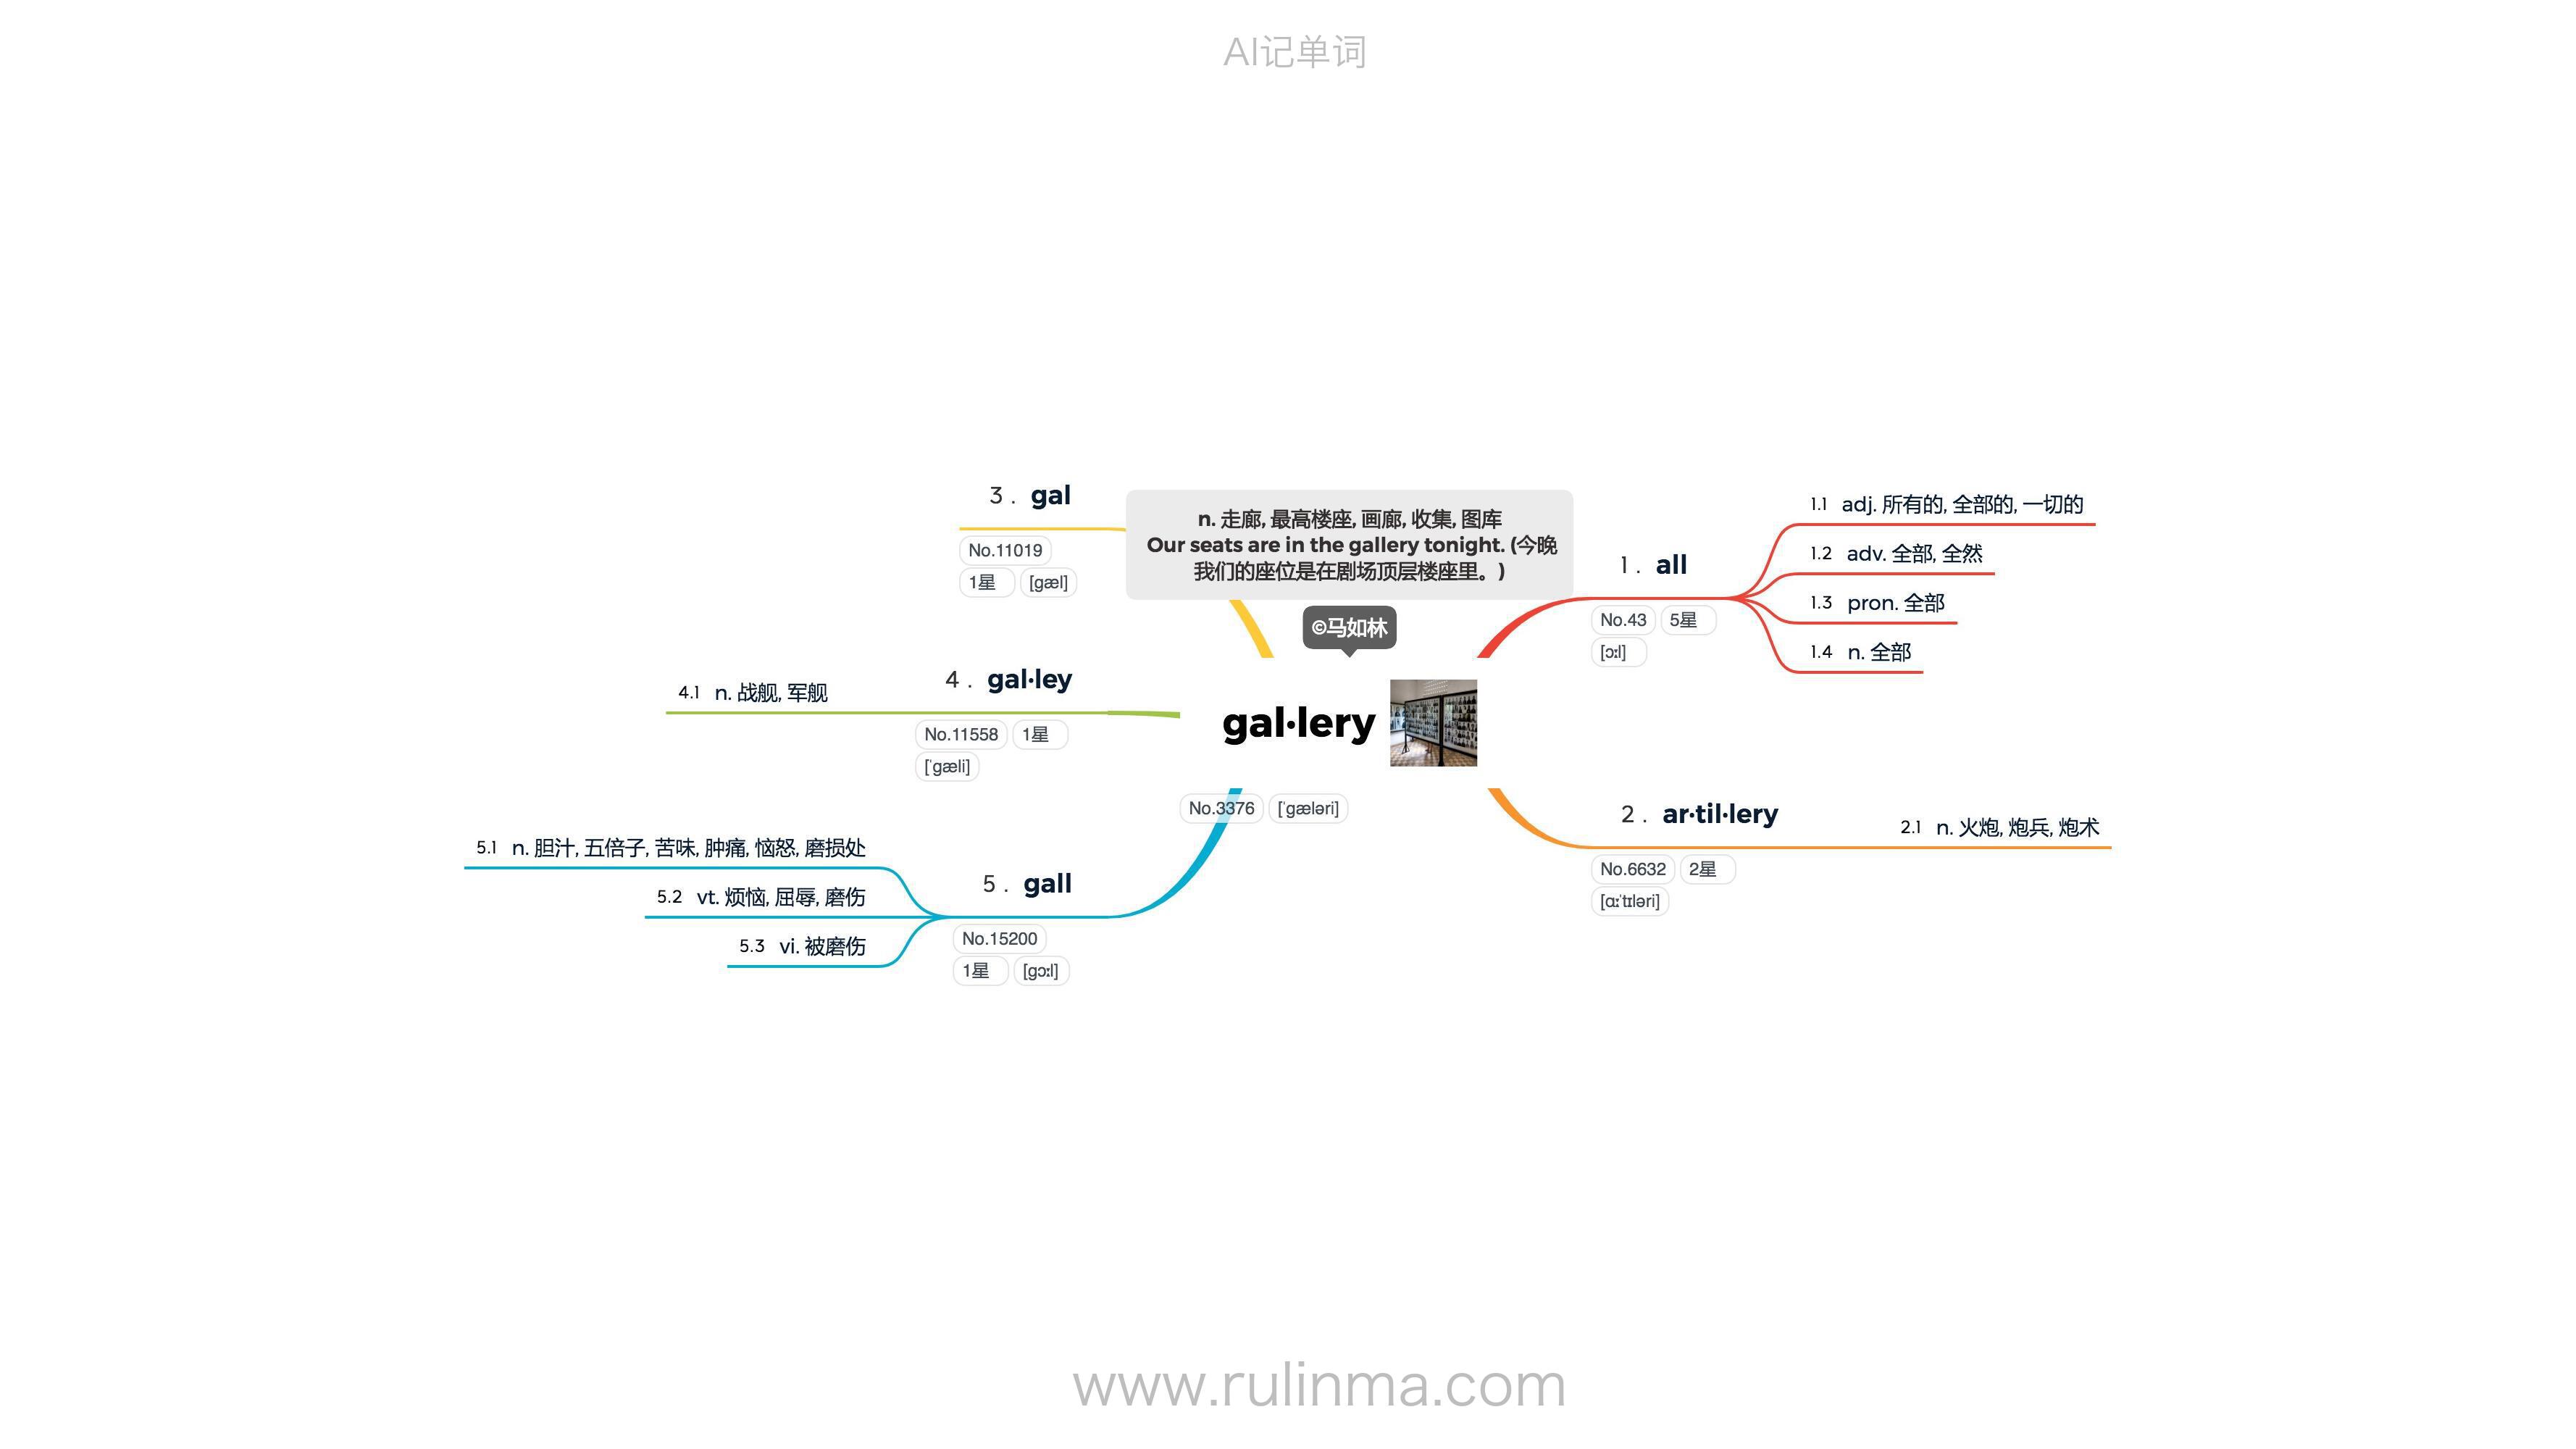 AI记单词
n. 走廊, 最高楼座, 画廊, 收集, 图库
Our seats are in the gallery tonight. (今晚
我们的座位是在剧场顶层楼座里。)
©马如林
gal·lery
No.3376 [ˈgæləri]
1 . all
No.43 5星
[ɔːl]
1.1 adj. 所有的, 全部的, 一切的
1.2 adv. 全部, 全然
1.3 pron. 全部
1.4 n. 全部
2 . ar·til·lery
No.6632 2星
[ɑːˈtɪləri]
2.1 n. 火炮, 炮兵, 炮术
3 . gal
No.11019
1星 [gæl]
4 . gal·ley
No.11558 1星
[ˈgæli]
4.1 n. 战舰, 军舰
5 . gall
No.15200
1星 [gɔːl]
5.1 n. 胆汁, 五倍子, 苦味, 肿痛, 恼怒, 磨损处
5.2 vt. 烦恼, 屈辱, 磨伤
5.3 vi. 被磨伤
www.rulinma.com